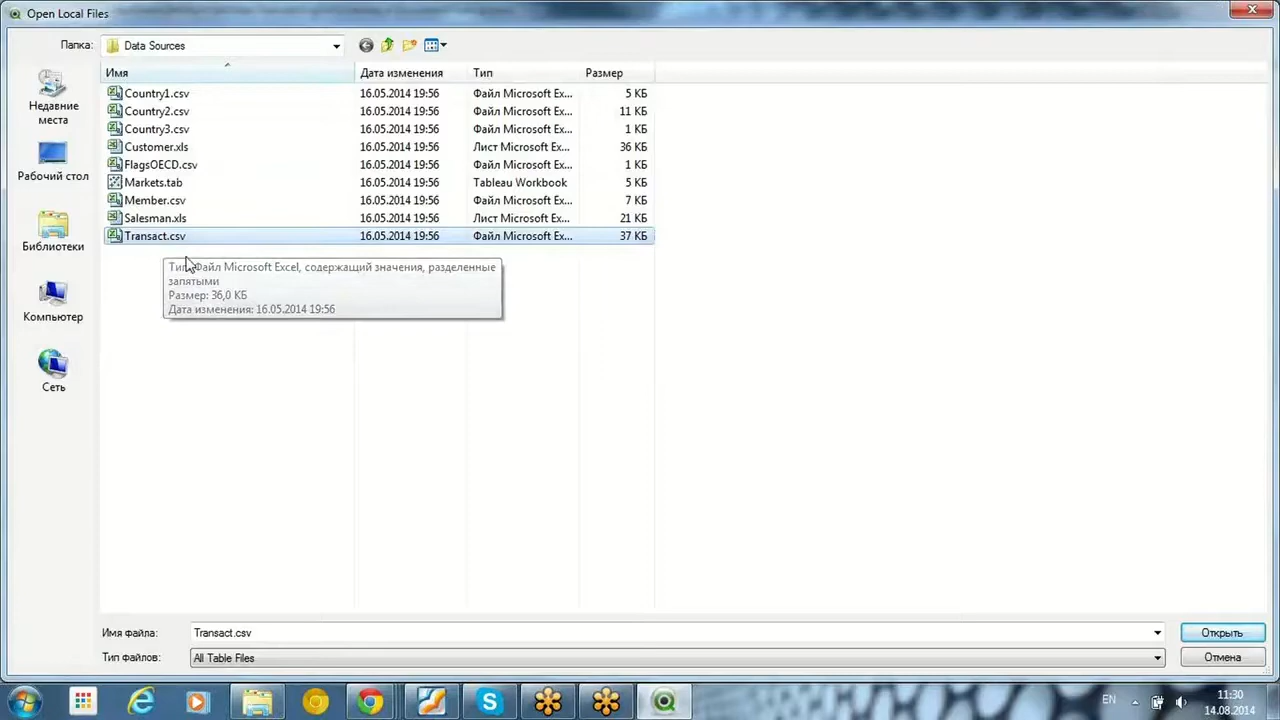 Open Local Files
Папка: Data Sources
Имя Дата изменения Тип Размер
Country1.csv 16.05.2014 19:56 Файл Microsoft Ex... 5 КБ
Country2.csv 16.05.2014 19:56 Файл Microsoft Ex... 11 КБ
Country3.csv 16.05.2014 19:56 Файл Microsoft Ex... 1 КБ
Customer.xls 16.05.2014 19:56 Лист Microsoft Ex... 36 КБ
FlagsOECD.csv 16.05.2014 19:56 Файл Microsoft Ex... 1 КБ
Markets.tab 16.05.2014 19:56 Tableau Workbook 5 КБ
Member.csv 16.05.2014 19:56 Файл Microsoft Ex... 7 КБ
Salesman.xls 16.05.2014 19:56 Лист Microsoft Ex... 21 КБ
Transact.csv 16.05.2014 19:56 Файл Microsoft Ex... 37 КБ
Недавние
места
Рабочий стол
Библиотеки
Компьютер
Сеть
Тип: Файл Microsoft Excel, содержащий значения, разделенные
запятыми
Размер: 36,0 КБ
Дата изменения: 16.05.2014 19:56
Имя файла: Transact.csv Открыть
Тип файлов: All Table Files Отмена
EN 11:30
14.08.2014